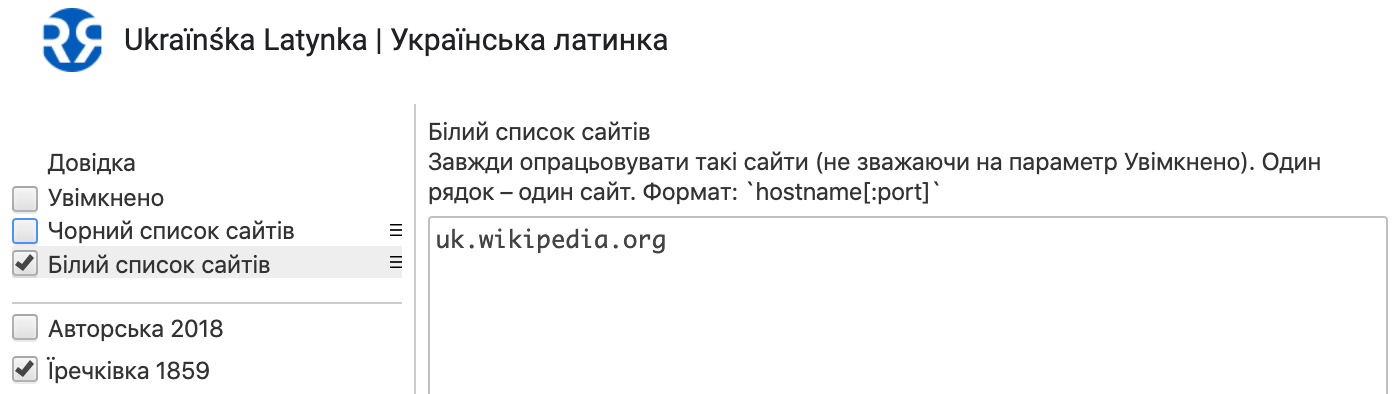 Ukraїnśka Latynka | Українська латинка
Довідка
Увімкнено
Чорний список сайтів
Білий список сайтів
Авторська 2018
Їречківка 1859
Білий список сайтів
Завжди опрацьовувати такі сайти (не зважаючи на параметр Увімкнено). Один
рядок – один сайт. Формат: `hostname[:port]`
uk.wikipedia.org